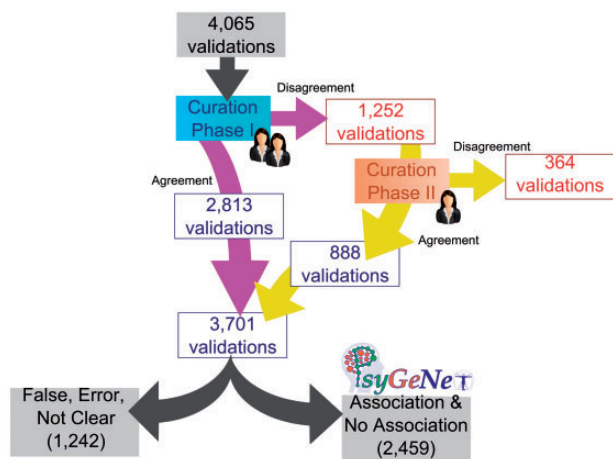 4,065
validations
Disagreement
Curation
Phase I
1,252
validations
Disagreement
Curation
Phase II
364
validations
Agreement
2,813
validations
Agreement
888
validations
3,701
validations
PsyGeNeT
False, Error,
Not Clear
(1,242)
Association &
No Association
(2,459)